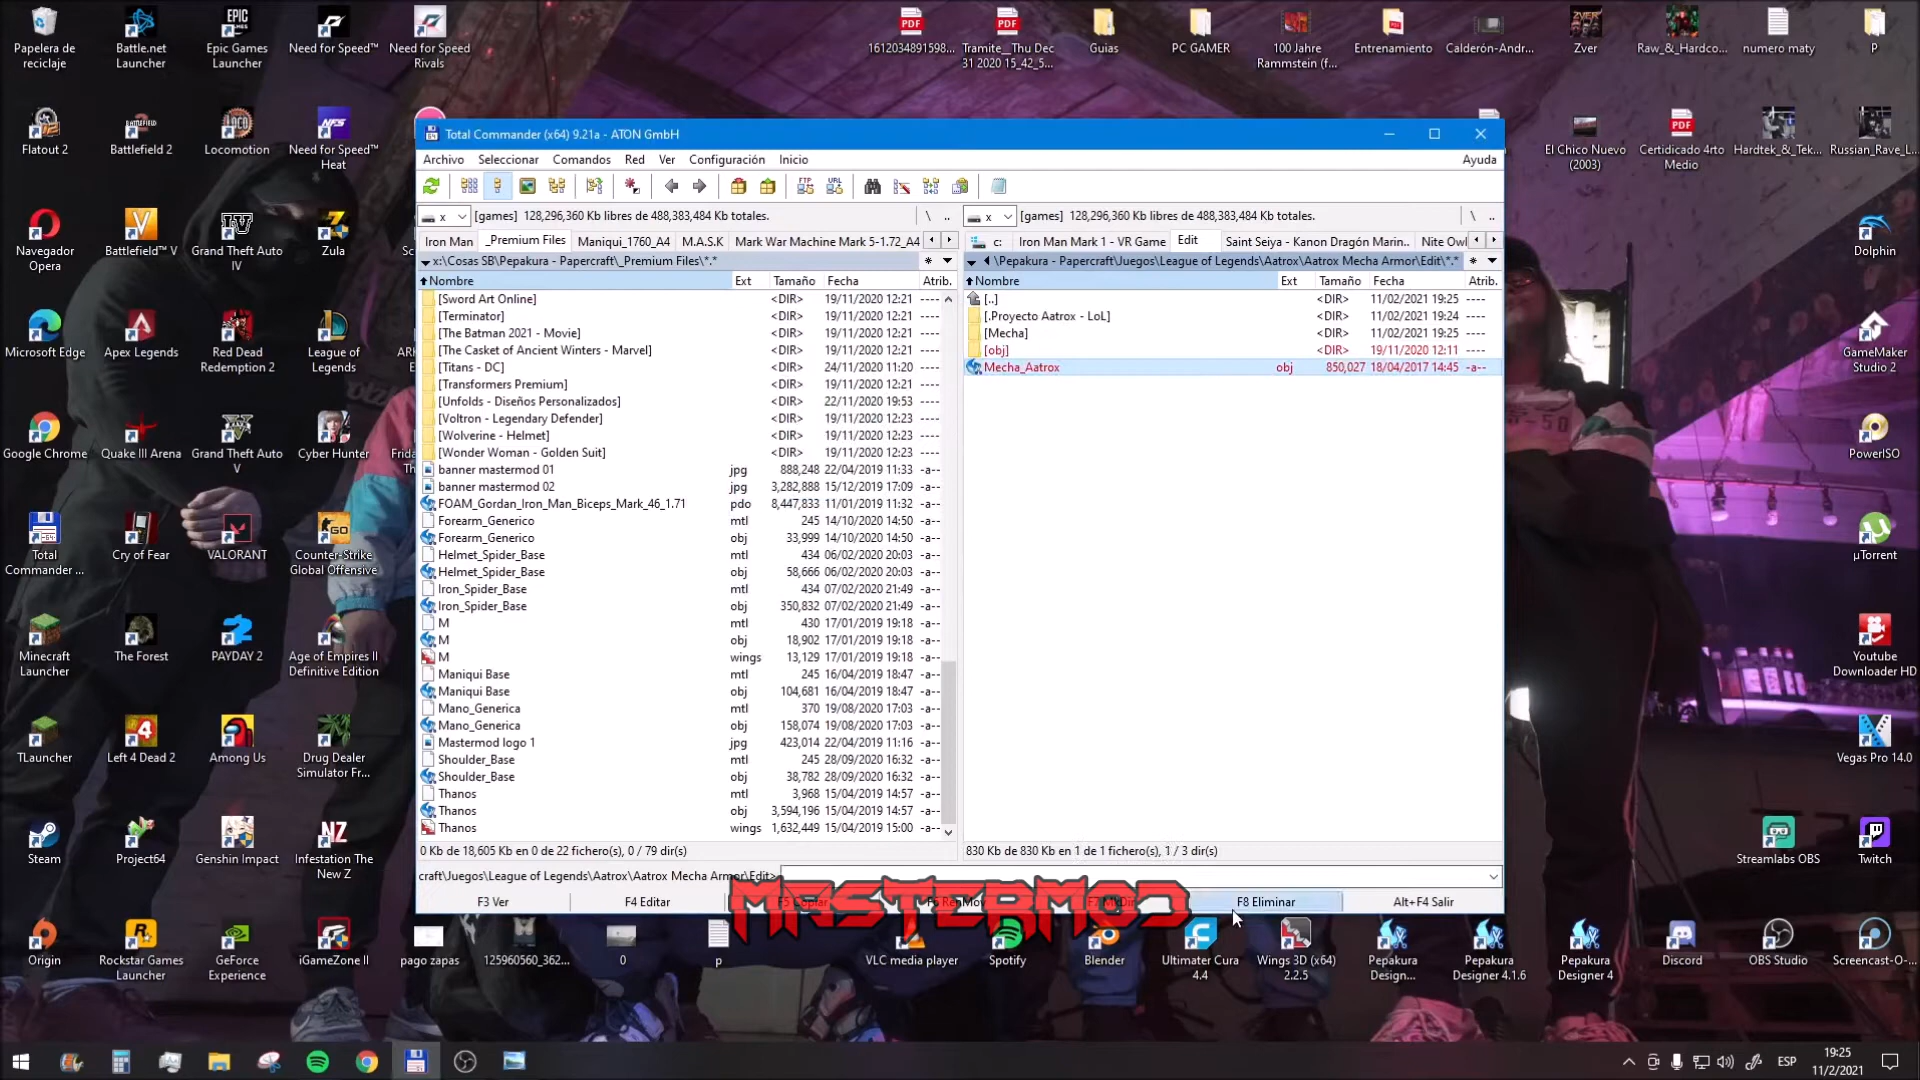 Papelera de
reciclaje
Battle.net
Launcher
Epic Games
Launcher
Need for Speed™
Need for Speed
Rivals
1612034891598...
Tramite__Thu Dec
31 2020 15_42_5...
Guias
PC GAMER
100 Jahre
Rammstein (f...
Entrenamiento
Calderón-Andr...
Zver
Raw_&_Hardco...
numero maty
P
Flatout 2
Battlefield 2
Locomotion
Need for Speed™
Heat
El Chico Nuevo
(2003)
Certidicado 4rto
Medio
Hardtek_&_Tek...
Russian_Rave_L...
Navegador
Opera
Battlefield™ V
Grand Theft Auto
IV
Zula
Dolphin
Microsoft Edge
Apex Legends
Red Dead
Redemption 2
League of
Legends
GameMaker
Studio 2
Google Chrome
Quake III Arena
Grand Theft Auto
V
Cyber Hunter
PowerISO
Total
Commander ...
Cry of Fear
VALORANT
Counter-Strike
Global Offensive
µTorrent
Minecraft
Launcher
The Forest
PAYDAY 2
Age of Empires II
Definitive Edition
Youtube
Downloader HD
TLauncher
Left 4 Dead 2
Among Us
Drug Dealer
Simulator Fr...
Vegas Pro 14.0
Steam
Project64
Genshin Impact
Infestation The
New Z
Streamlabs OBS
Twitch
Total Commander (x64) 9.21a - ATON GmbH
Archivo Seleccionar Comandos Red Ver Configuración Inicio Ayuda
x [games] 128,296,360 Kb libres de 488,383,484 Kb totales. \ ..
x [games] 128,296,360 Kb libres de 488,383,484 Kb totales. \ ..
Iron Man _Premium Files Maniqui_1760_A4 M.A.S.K Mark War Machine Mark 5-1.72_A4
c: Iron Man Mark 1 - VR Game Edit Saint Seiya - Kanon Dragón Marin.. Nite Owl
x:\Cosas SB\Pepakura - Papercraft\_Premium Files\*.*
\Pepakura - Papercraft\Juegos\League of Legends\Aatrox\Aatrox Mecha Armor\Edit\*.*
Nombre Ext Tamaño Fecha Atrib.
[Sword Art Online] <DIR> 19/11/2020 12:21 ----
[Terminator] <DIR> 19/11/2020 12:21 ----
[The Batman 2021 - Movie] <DIR> 19/11/2020 12:21 ----
[The Casket of Ancient Winters - Marvel] <DIR> 19/11/2020 12:21 ----
[Titans - DC] <DIR> 24/11/2020 11:20 ----
[Transformers Premium] <DIR> 19/11/2020 12:21 ----
[Unfolds - Diseños Personalizados] <DIR> 22/11/2020 19:53 ----
[Voltron - Legendary Defender] <DIR> 19/11/2020 12:23 ----
[Wolverine - Helmet] <DIR> 19/11/2020 12:23 ----
[Wonder Woman - Golden Suit] <DIR> 19/11/2020 12:23 ----
banner mastermod 01 jpg 888,248 22/04/2019 11:33 -a--
banner mastermod 02 jpg 3,282,888 15/12/2019 17:09 -a--
FOAM_Gordan_Iron_Man_Biceps_Mark_46_1.71 pdo 8,447,833 11/01/2019 11:32 -a--
Forearm_Generico mtl 245 14/10/2020 14:50 -a--
Forearm_Generico obj 33,999 14/10/2020 14:50 -a--
Helmet_Spider_Base mtl 434 06/02/2020 20:03 -a--
Helmet_Spider_Base obj 58,666 06/02/2020 20:03 -a--
Iron_Spider_Base mtl 434 07/02/2020 21:49 -a--
Iron_Spider_Base obj 350,832 07/02/2020 21:49 -a--
M mtl 430 17/01/2019 19:18 -a--
M obj 18,902 17/01/2019 19:18 -a--
M wings 13,129 17/01/2019 19:18 -a--
Maniqui Base mtl 245 16/04/2019 18:47 -a--
Maniqui Base obj 104,681 16/04/2019 18:47 -a--
Mano_Generica mtl 370 19/08/2020 17:03 -a--
Mano_Generica obj 158,074 19/08/2020 17:03 -a--
Mastermod logo 1 jpg 423,014 22/04/2019 11:16 -a--
Shoulder_Base mtl 245 28/09/2020 16:32 -a--
Shoulder_Base obj 38,782 28/09/2020 16:32 -a--
Thanos mtl 3,968 15/04/2019 14:57 -a--
Thanos obj 3,594,196 15/04/2019 14:57 -a--
Thanos wings 1,632,449 15/04/2019 15:00 -a--
0 Kb de 18,605 Kb en 0 de 22 fichero(s), 0 / 79 dir(s)
Nombre Ext Tamaño Fecha Atrib.
[..] <DIR> 11/02/2021 19:25 ----
[.Proyecto Aatrox - LoL] <DIR> 11/02/2021 19:24 ----
[Mecha] <DIR> 11/02/2021 19:25 ----
[obj] <DIR> 19/11/2020 12:11 ----
Mecha_Aatrox obj 850,027 18/04/2017 14:45 -a--
830 Kb de 830 Kb en 1 de 1 fichero(s), 1 / 3 dir(s)
craft\Juegos\League of Legends\Aatrox\Aatrox Mecha Armor\Edit>
F3 Ver F4 Editar F5 Copiar F6 RenMov F7 MkDir F8 Eliminar Alt+F4 Salir
MASTERMOD
Origin
Rockstar Games
Launcher
GeForce
Experience
iGameZone II
pago zapas
125960560_362...
0
p
VLC media player
Spotify
Blender
Ultimater Cura
4.4
Wings 3D (x64)
2.2.5
Pepakura
Design...
Pepakura
Designer 4.1.6
Pepakura
Designer 4
Discord
OBS Studio
Screencast-O-...
ESP
19:25
11/2/2021